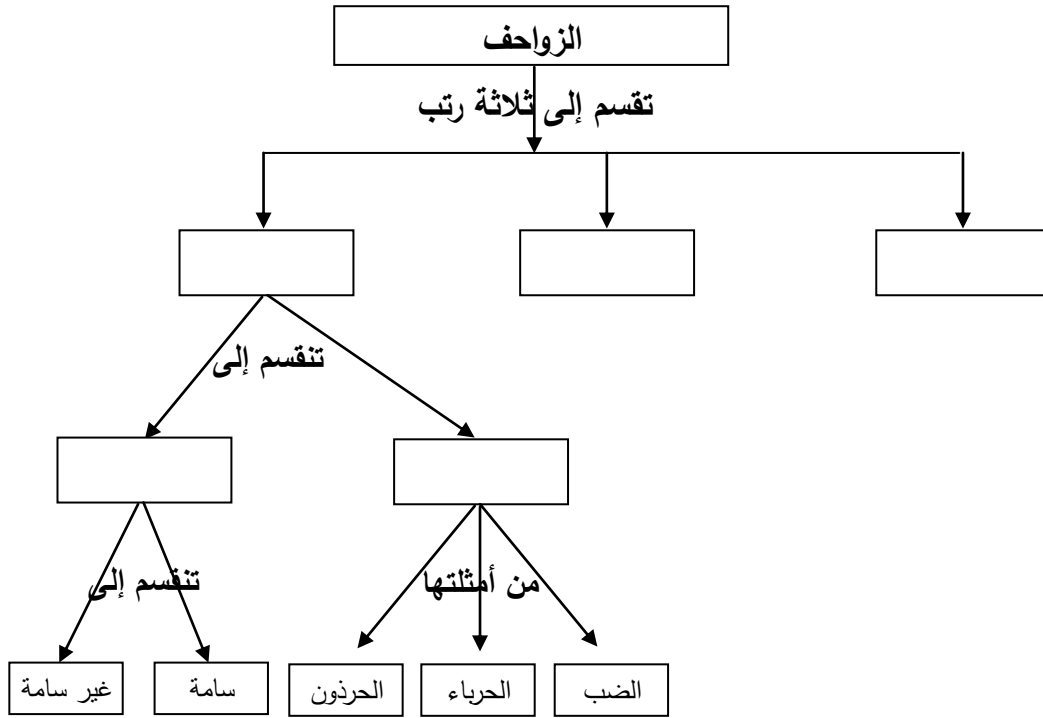 الزواحف
تقسم إلى ثلاثة رتب
تنقسم إلى
من أمثلتها
تنقسم إلى
الضب
الحرباء
الحرذون
سامة
غير سامة